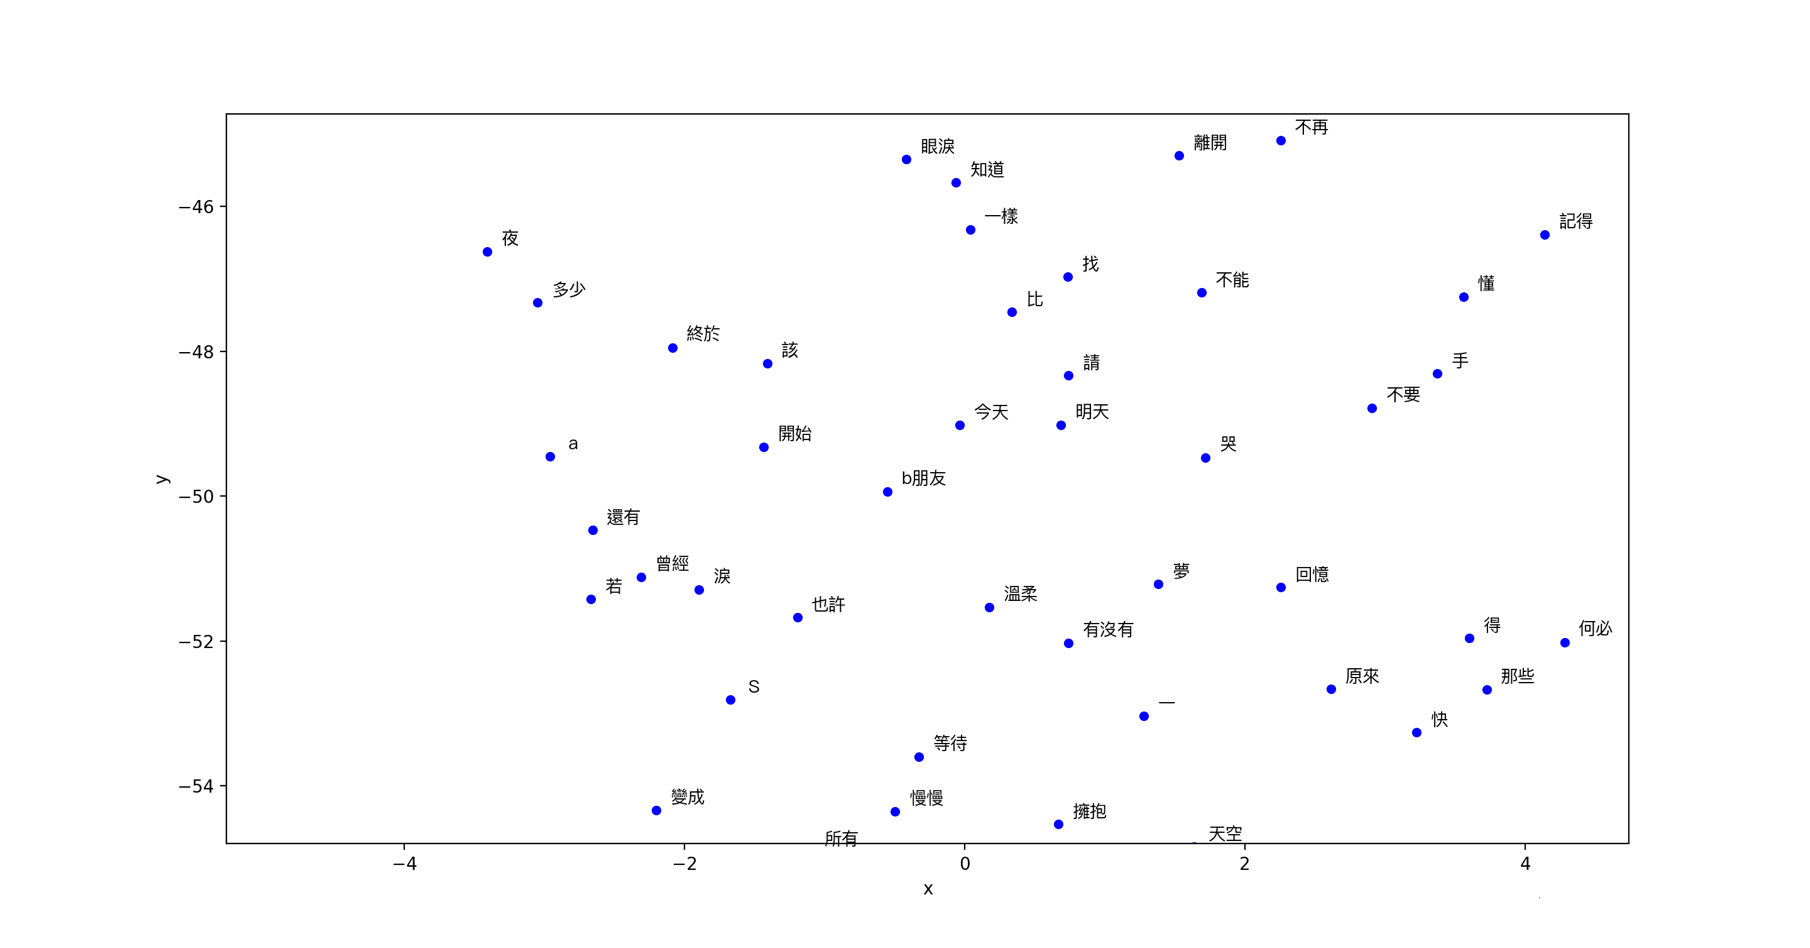 不再
離開
眼淚
知道
一樣
記得
夜
找
不能
懂
多少
比
終於
該
手
請
不要
今天
明天
開始
a
哭
b朋友
還有
曾經
夢
淚
回憶
若
溫柔
也許
得
何必
有沒有
原來
那些
S
一
快
等待
變成
慢慢
擁抱
天空
所有
−46
−48
−50
−52
−54
y
−4
−2
0
2
4
x